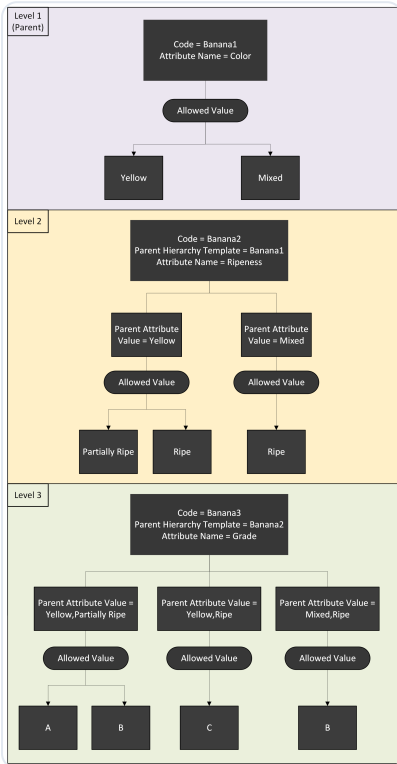 Level 1
(Parent)
Code = Banana1
Attribute Name = Color
Allowed Value
Yellow
Mixed
Level 2
Code = Banana2
Parent Hierarchy Template = Banana1
Attribute Name = Ripeness
Parent Attribute
Value = Yellow
Parent Attribute
Value = Mixed
Allowed Value
Allowed Value
Partially Ripe
Ripe
Ripe
Level 3
Code = Banana3
Parent Hierarchy Template = Banana2
Attribute Name = Grade
Parent Attribute Value =
Yellow,Partially Ripe
Parent Attribute Value =
Yellow,Ripe
Parent Attribute Value =
Mixed,Ripe
Allowed Value
Allowed Value
Allowed Value
A
B
C
B